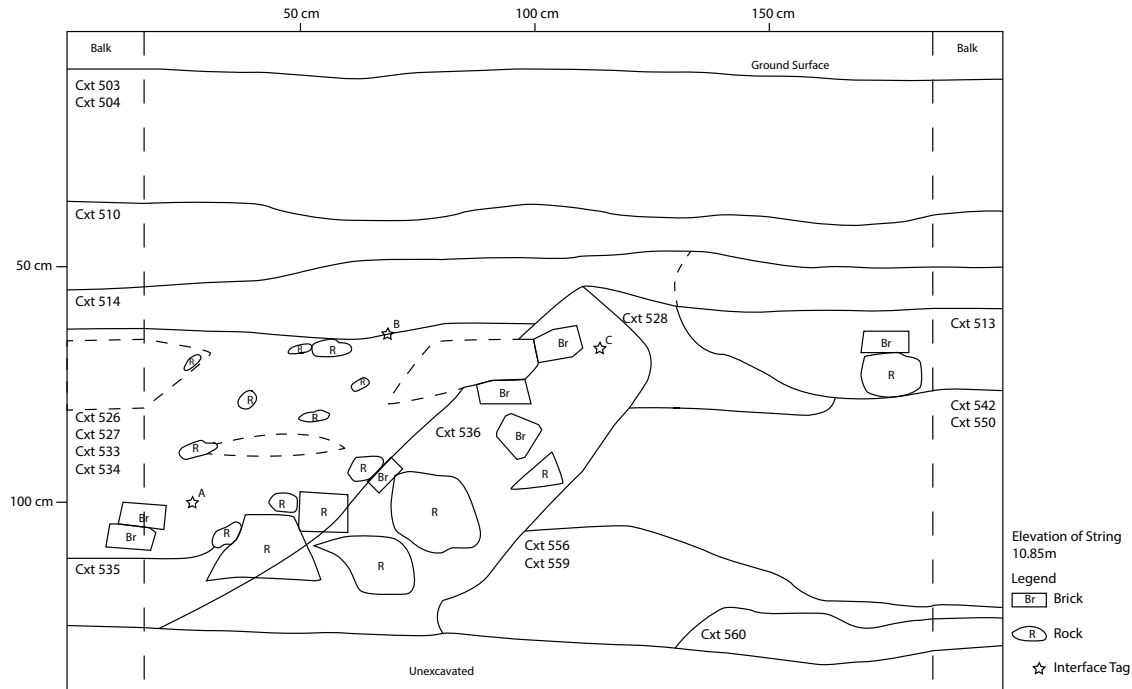 50 cm 100 cm 150 cm
Balk Balk
Ground Surface
Cxt 503
Cxt 504
Cxt 510
50 cm
Cxt 514
B
Cxt 528
Cxt 513
C
R R Br
Br
R
R
R
Br
R
Cxt 526
Cxt 527
Cxt 533
Cxt 534
R
Cxt 536
Br
Cxt 542
Cxt 550
R
R
Br
R
100 cm
A
R
R
R
Br
Br
R
R
R
Cxt 535
Cxt 556
Cxt 559
Cxt 560
Unexcavated
Elevation of String
10.85m
Legend
Br Brick
R Rock
Interface Tag